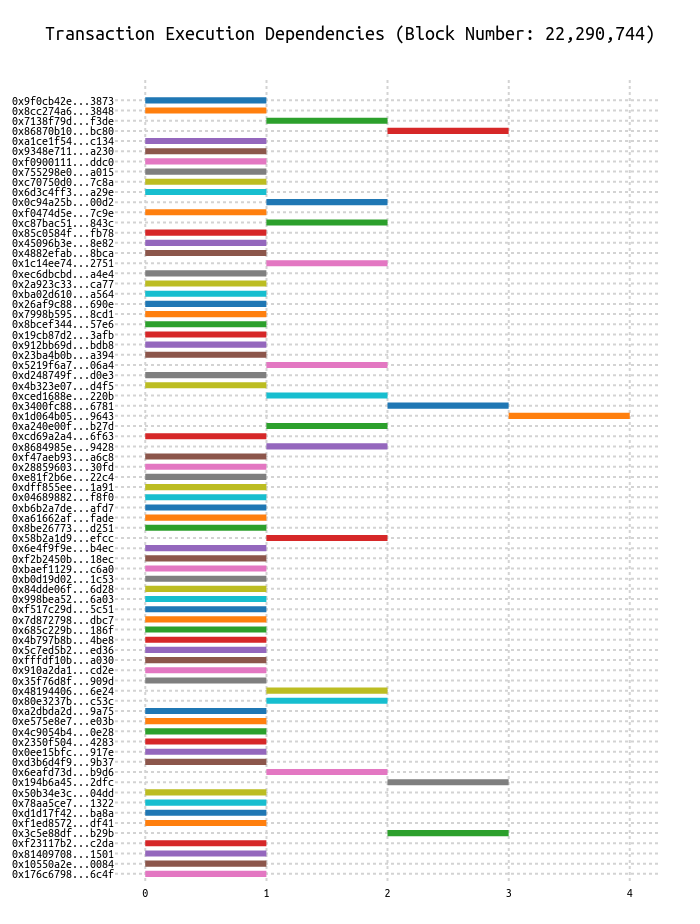 Transaction Execution Dependencies (Block Number: 22,290,744)
0x9f0cb42e...3873
0x8cc274a6...3848
0x7138f79d...f3de
0x86870b10...bc80
0xa1ce1f54...c134
0x9348e711...a230
0xf0900111...ddc0
0x755298e0...a015
0xc70750d0...7c8a
0x6d3c4ff3...a29e
0x0c94a25b...00d2
0xf0474d5e...7c9e
0xc87bac51...843c
0x85c0584f...fb78
0x45096b3e...8e82
0x4882efab...8bca
0x1c14ee74...2751
0xec6dbcbd...a4e4
0x2a923c33...ca77
0xba02d610...a564
0x26af9c88...690e
0x7998b595...8cd1
0x8bcef344...57e6
0x19cb87d2...3afb
0x912bb69d...bdb8
0x23ba4b0b...a394
0x5219f6a7...06a4
0xd248749f...d0e3
0x4b323e07...d4f5
0xced1688e...220b
0x3400fc88...6781
0x1d064b05...9643
0xa240e00f...b27d
0xcd69a2a4...6f63
0x8684985e...9428
0xf47aeb93...a6c8
0x28859603...30fd
0xe81f2b6e...22c4
0xdff855ee...1a91
0x04689882...f8f0
0xb6b2a7de...afd7
0xa61662af...fade
0x8be26773...d251
0x58b2a1d9...efcc
0x6e4f9f9e...b4ec
0xf2b2450b...18ec
0xbaef1129...c6a0
0xb0d19d02...1c53
0x84dde06f...6d28
0x998bea52...6a03
0xf517c29d...5c51
0x7d872798...dbc7
0x685c229b...186f
0x4b797b8b...4be8
0x5c7ed5b2...ed36
0xfffdf10b...a030
0x910a2da1...cd2e
0x35f76d8f...909d
0x48194406...6e24
0x80e3237b...c53c
0xa2dbda2d...9a75
0xe575e8e7...e03b
0x4c9054b4...0e28
0x2350f504...4283
0x0ee15bfc...917e
0xd3b6d4f9...9b37
0x6eafd73d...b9d6
0x194b6a45...2dfc
0x50b34e3c...04dd
0x78aa5ce7...1322
0xd1d17f42...ba8a
0xf1ed8572...df41
0x3c5e88df...b29b
0xf23117b2...c2da
0x81409708...1501
0x10550a2e...0084
0x176c6798...6c4f
0 1 2 3 4